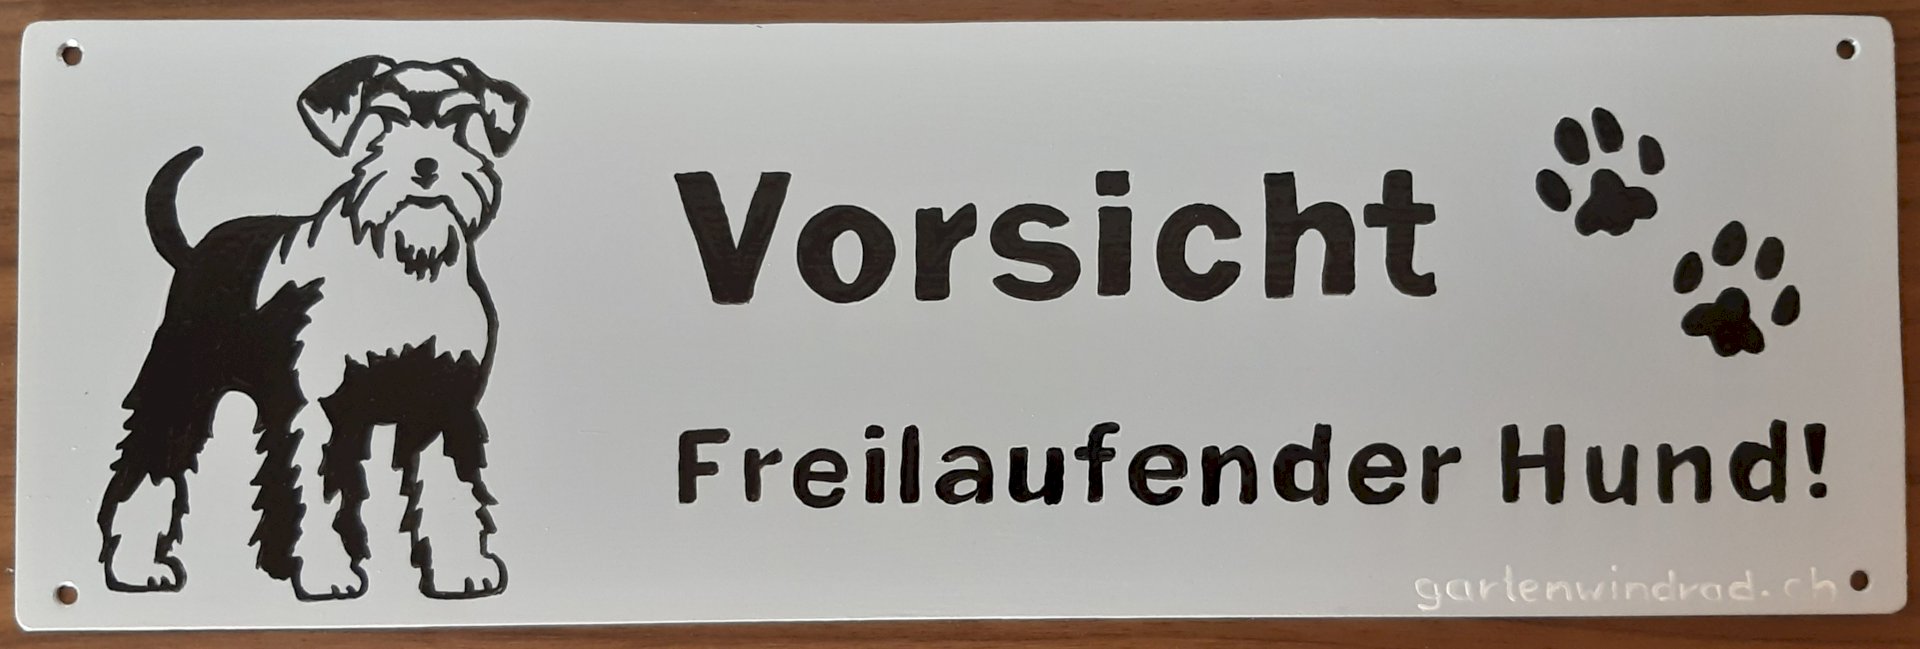 Vorsicht
Freilaufender Hund!
gartenwindrad.ch